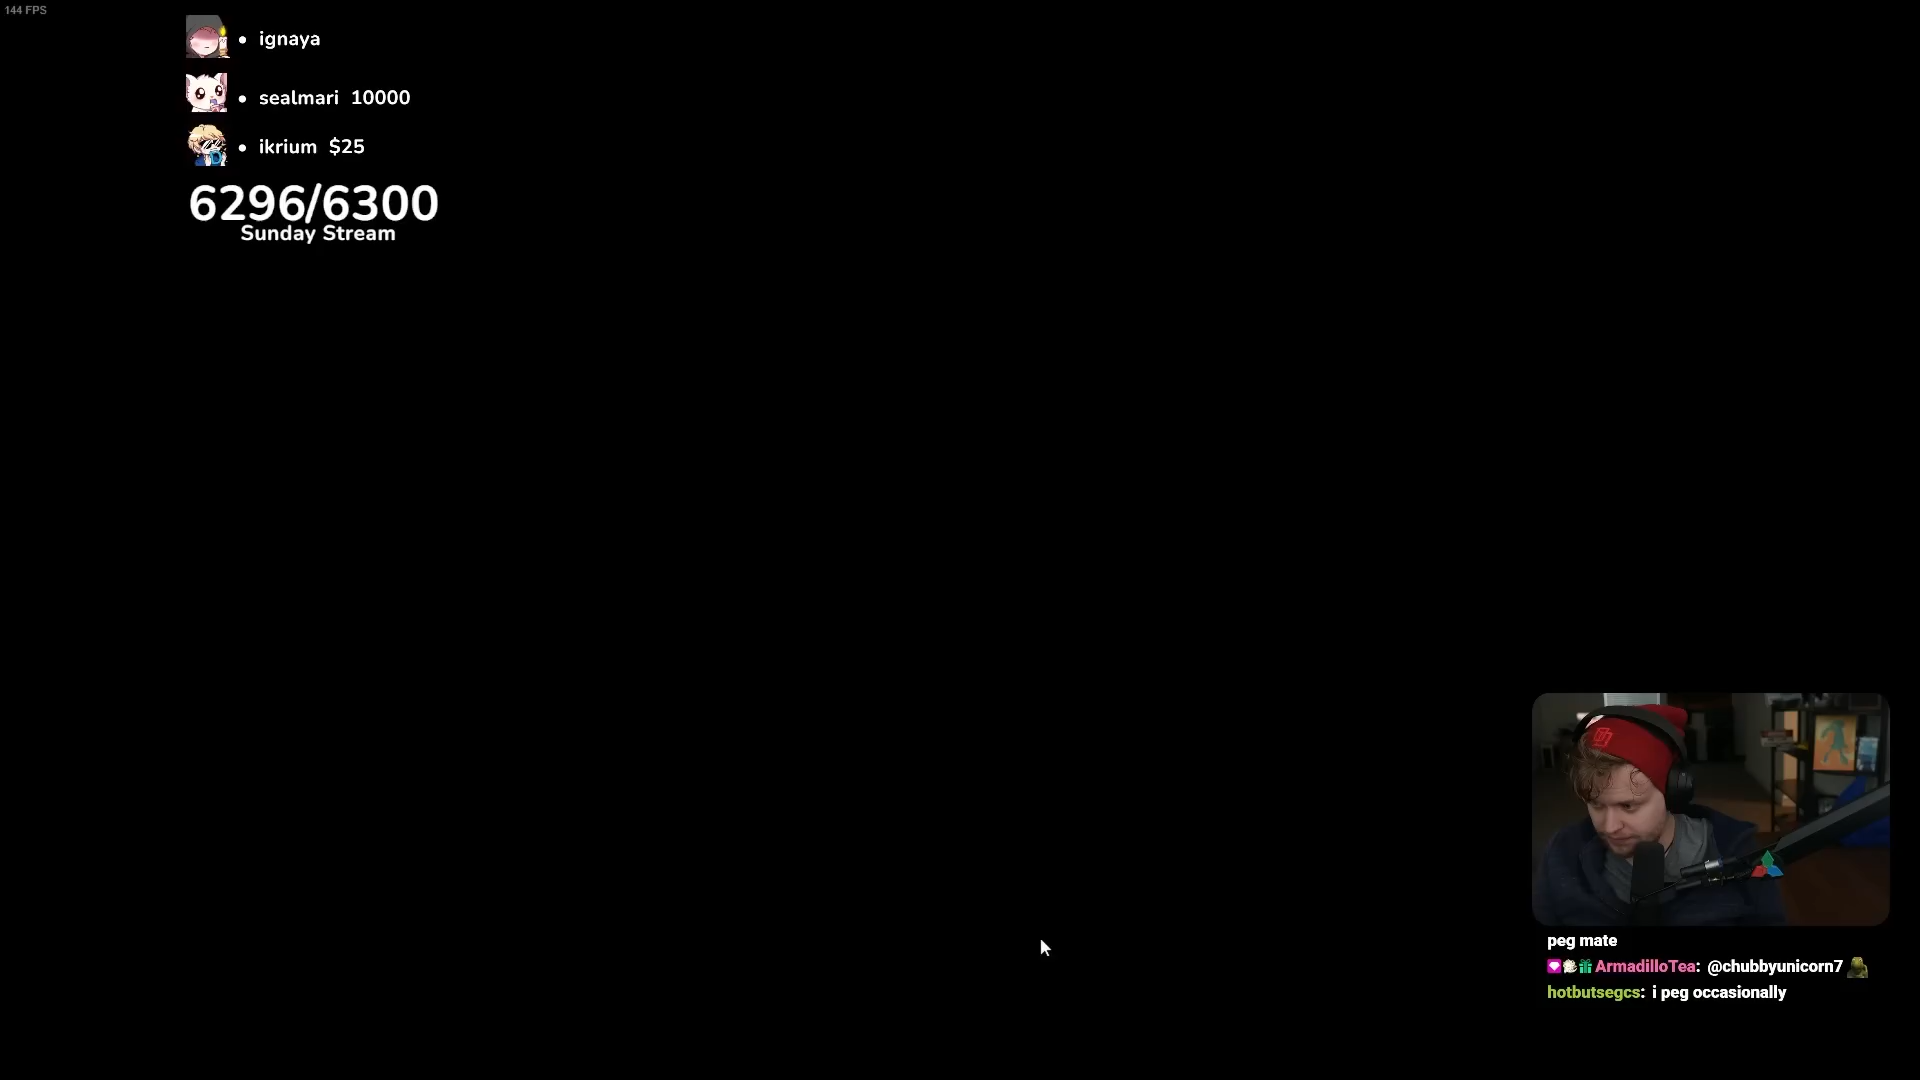 144 FPS
• ignaya
• sealmari 10000
• ikrium $25
6296/6300
Sunday Stream
peg mate
ArmadilloTea: @chubbyunicorn7
hotbutsegcs: i peg occasionally